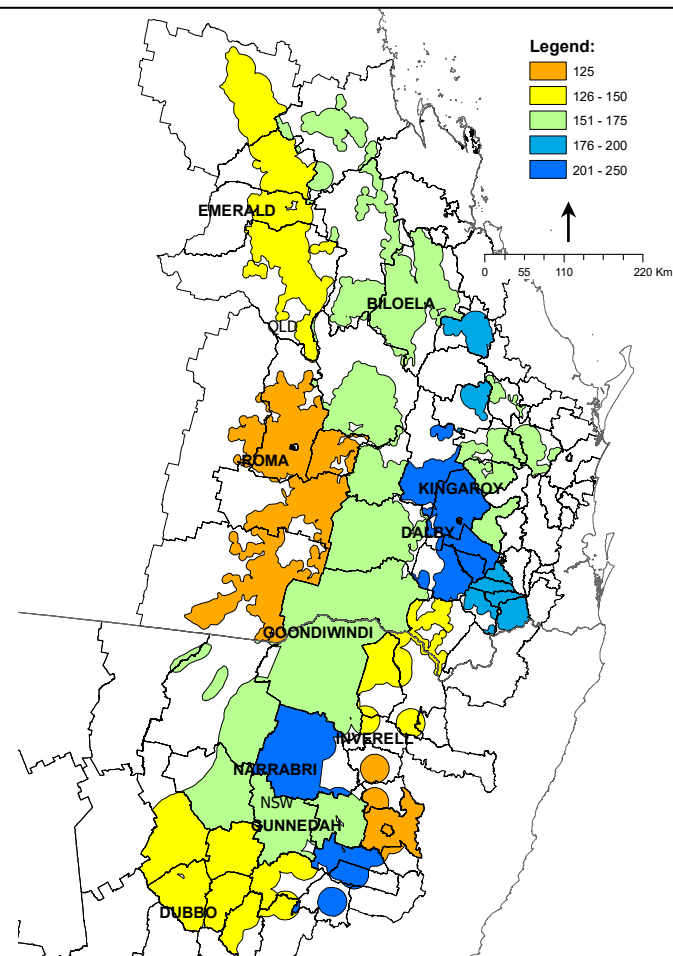 Legend:
125
126 - 150
151 - 175
176 - 200
201 - 250
0 55 110 220 Km
EMERALD
BILOELA
QLD
ROMA
KINGAROY
DALBY
GOONDIWINDI
INVERELL
NARRABRI
NSW
GUNNEDAH
DUBBO